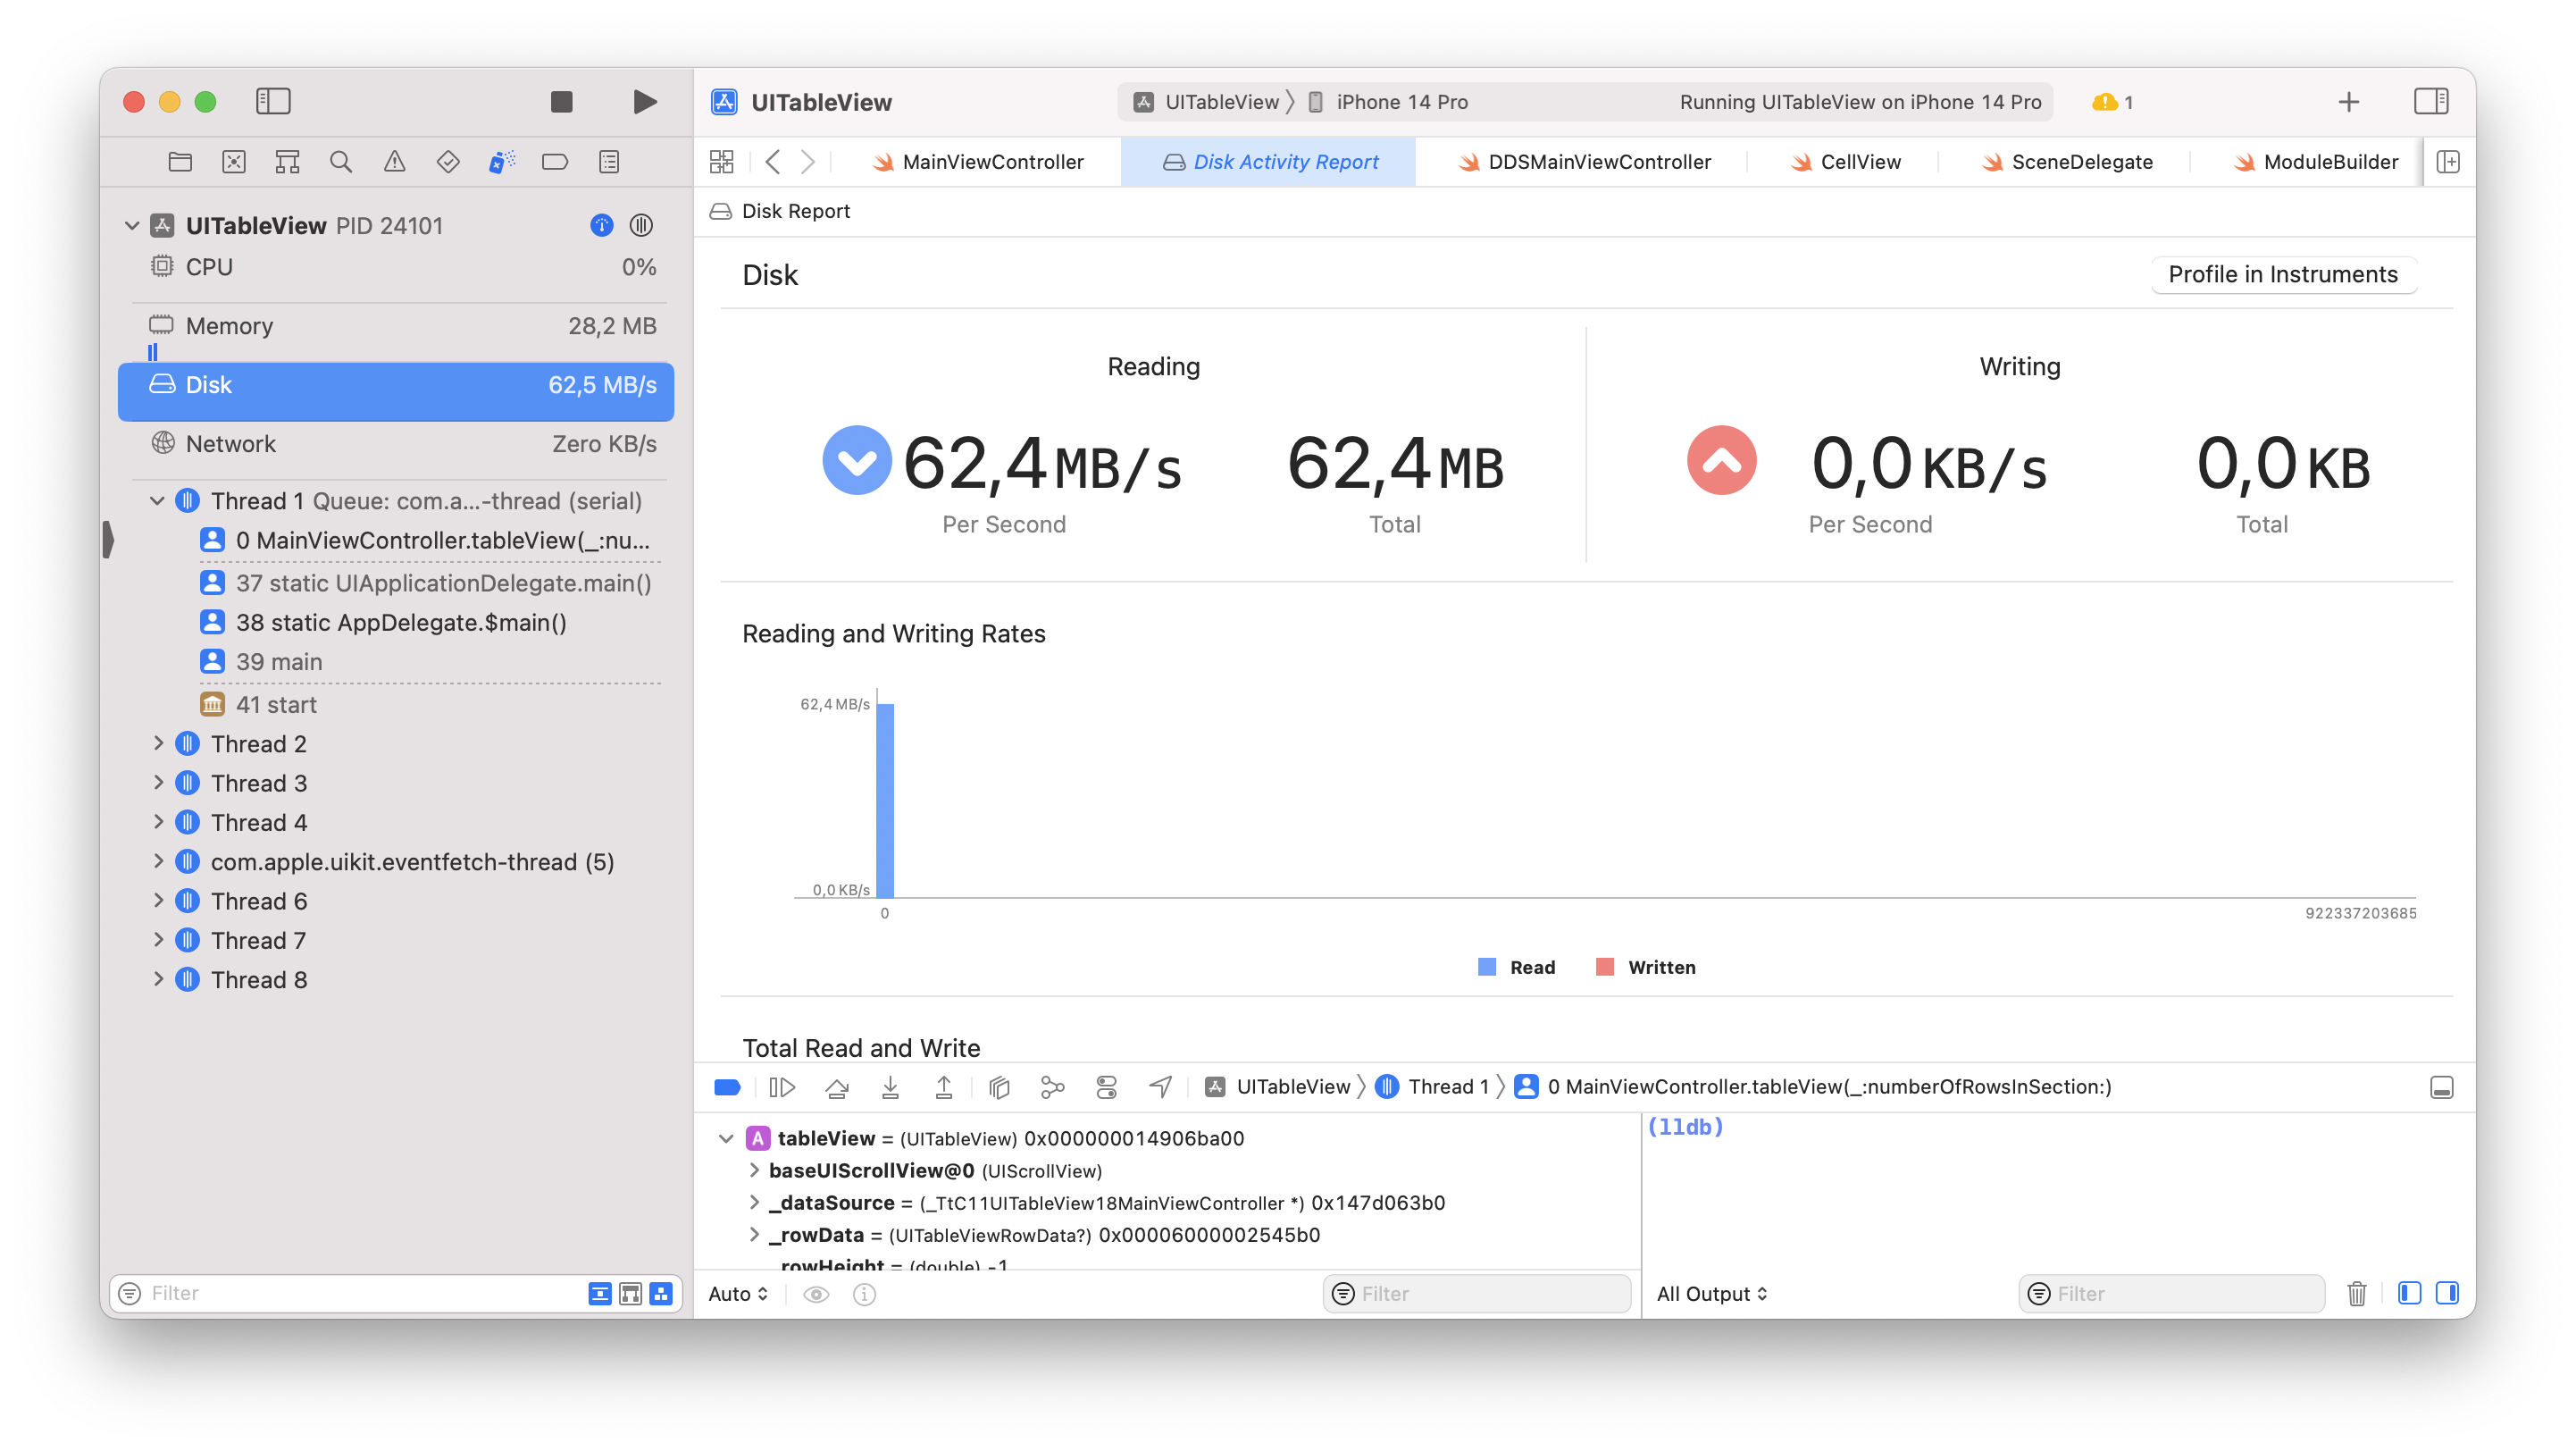 UITableView
UITableView iPhone 14 Pro Running UITableView on iPhone 14 Pro 1
MainViewController Disk Activity Report DDSMainViewController CellView SceneDelegate ModuleBuilder
UITableView PID 24101
CPU 0%
Memory 28,2 MB
Disk 62,5 MB/s
Network Zero KB/s
Thread 1 Queue: com.a...-thread (serial)
0 MainViewController.tableView(_:nu...
37 static UIApplicationDelegate.main()
38 static AppDelegate.$main()
39 main
41 start
Thread 2
Thread 3
Thread 4
com.apple.uikit.eventfetch-thread (5)
Thread 6
Thread 7
Thread 8
Filter
Disk Report
Disk Profile in Instruments
Reading
62,4 MB/s 62,4 MB
Per Second Total
Writing
0,0 KB/s 0,0 KB
Per Second Total
Reading and Writing Rates
62,4 MB/s
0,0 KB/s
0 922337203685
Read Written
Total Read and Write
UITableView Thread 1 0 MainViewController.tableView(_:numberOfRowsInSection:)
A tableView = (UITableView) 0x000000014906ba00
baseUIScrollView@0 (UIScrollView)
_dataSource = (_TtC11UITableView18MainViewController *) 0x147d063b0
_rowData = (UITableViewRowData?) 0x00006000002545b0
_rowHeight = (double) -1
Auto Filter
(lldb)
All Output Filter